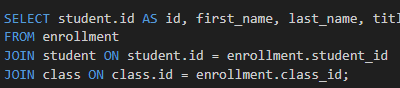 SELECT student.id AS id, first_name, last_name,
FROM enrollment
JOIN student ON student.id = enrollment.student_id
JOIN class ON class.id = enrollment.class_id;